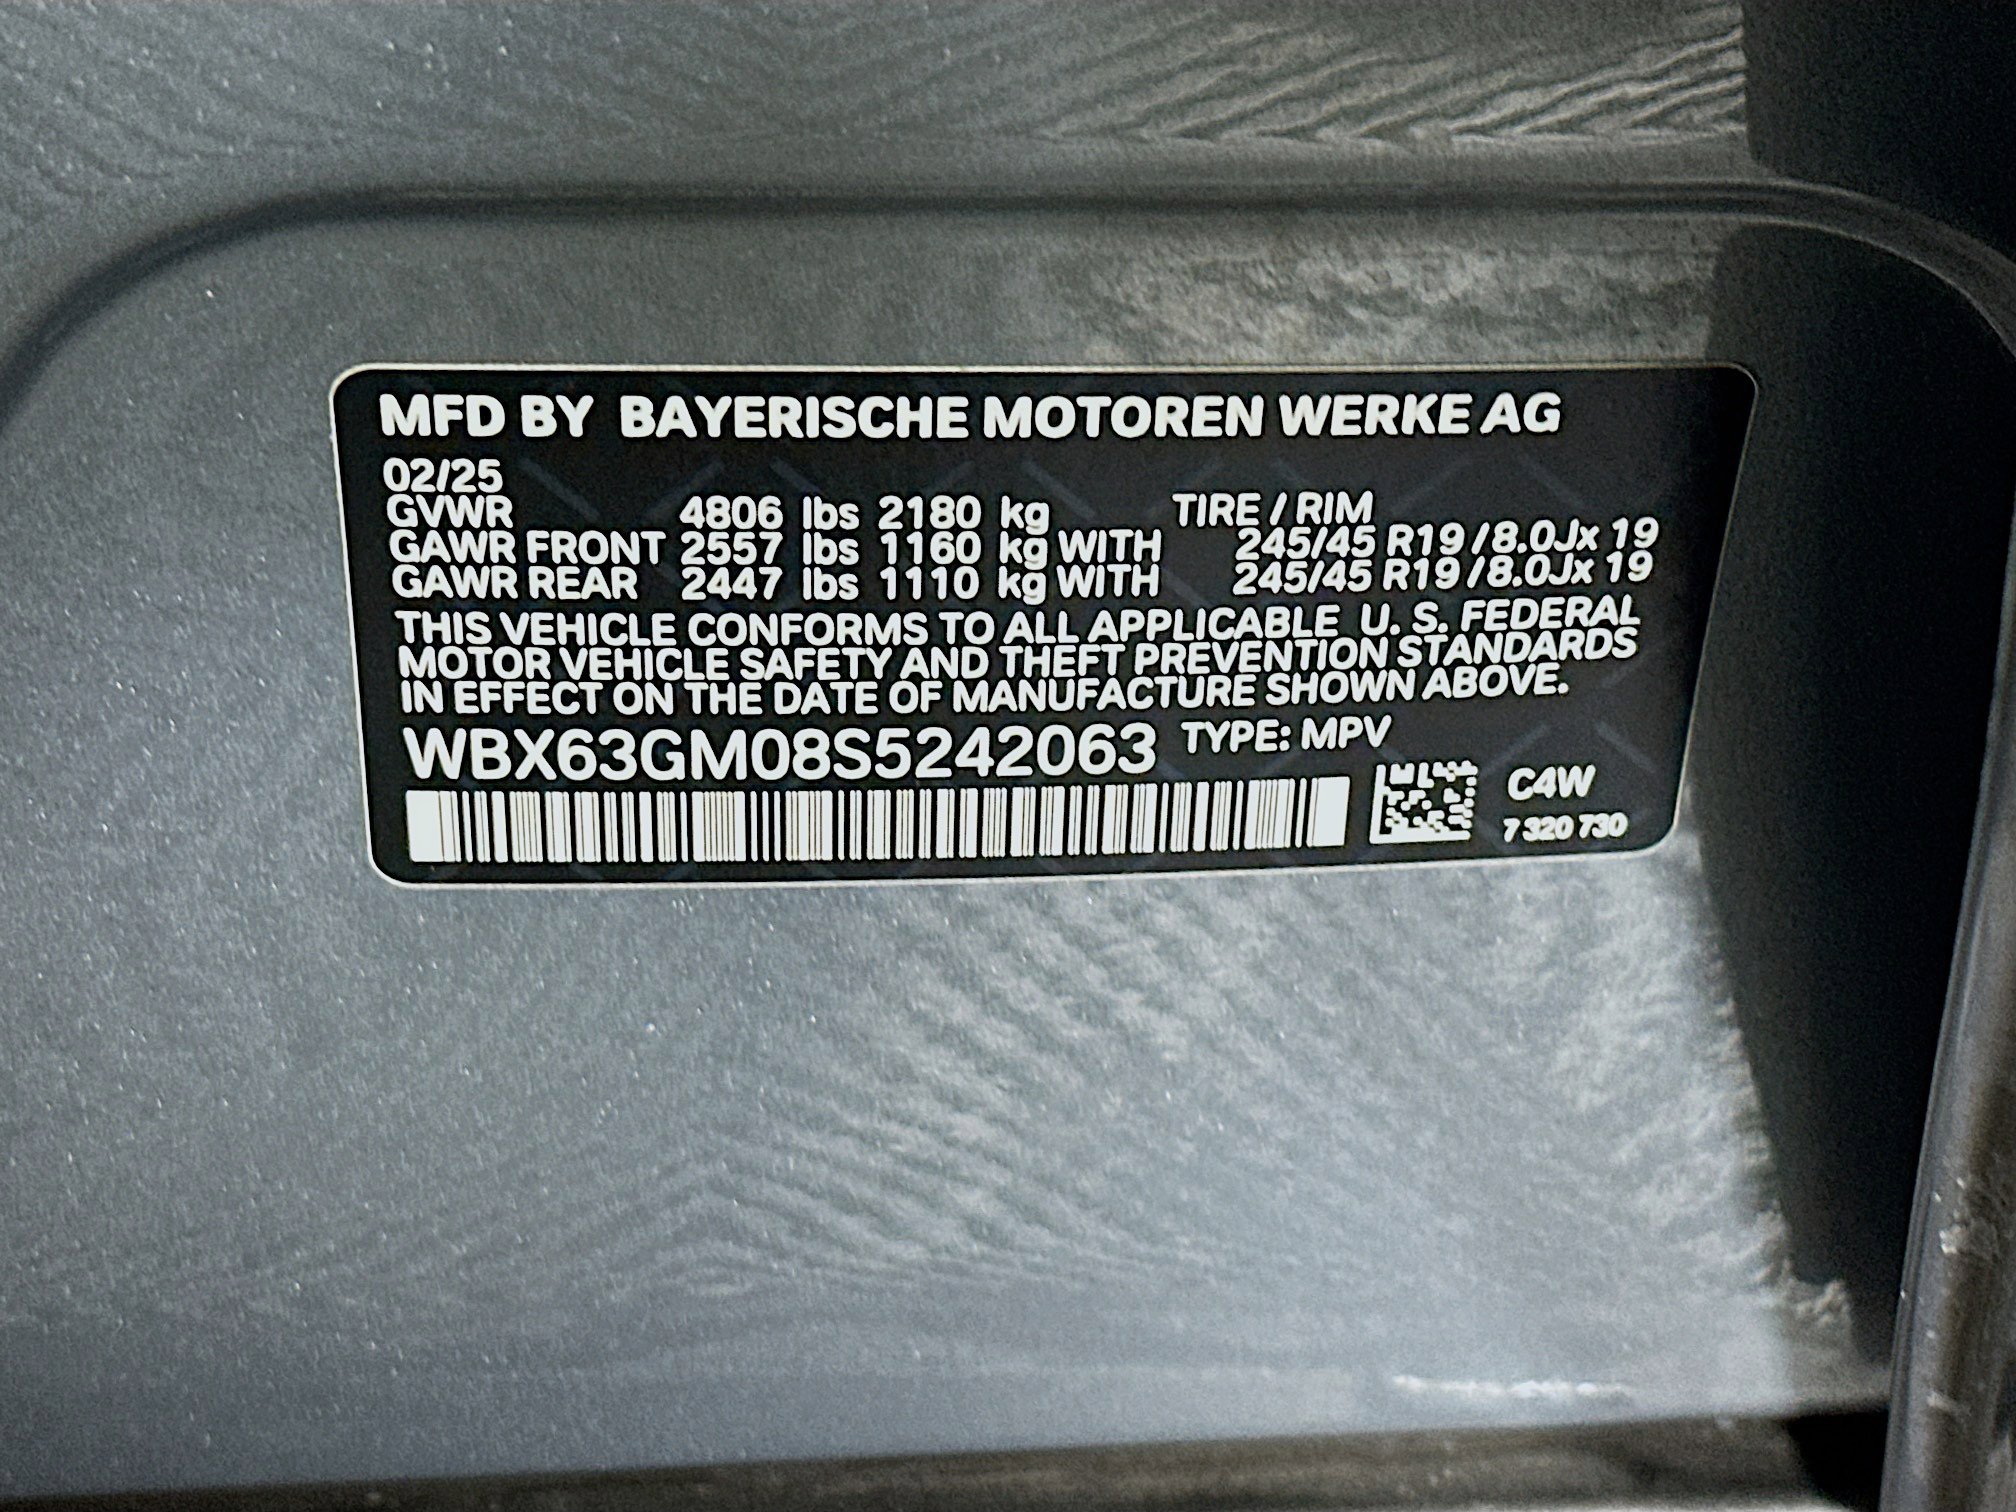 MFD BY BAYERISCHE MOTOREN WERKE AG
02/25
GVWR 4806 lbs 2180 kg TIRE / RIM
GAWR FRONT 2557 lbs 1160 kg WITH 245/45 R19 /8.0Jx 19
GAWR REAR 2447 lbs 1110 kg WITH 245/45 R19 /8.0Jx 19
THIS VEHICLE CONFORMS TO ALL APPLICABLE U. S. FEDERAL
MOTOR VEHICLE SAFETY AND THEFT PREVENTION STANDARDS
IN EFFECT ON THE DATE OF MANUFACTURE SHOWN ABOVE.
WBX63GM08S5242063 TYPE: MPV
C4W
7 320 730